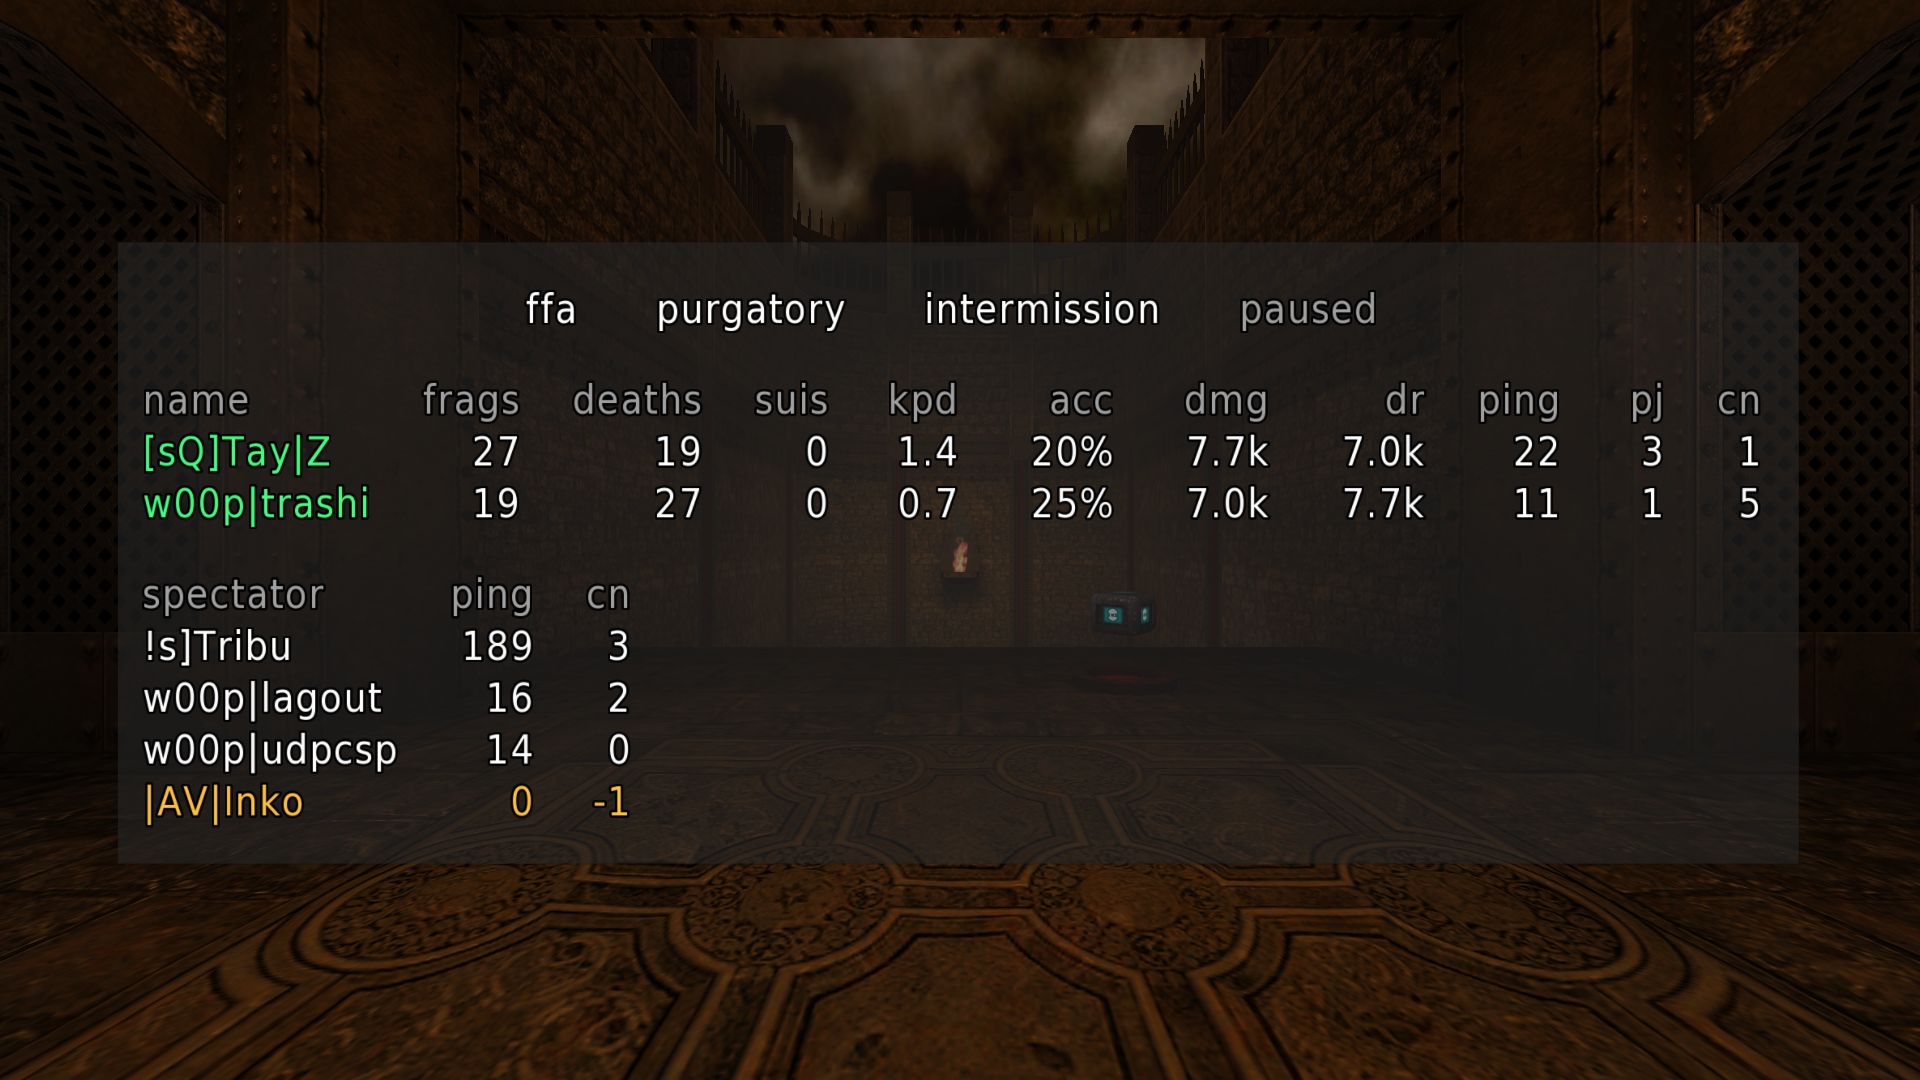 ffa purgatory intermission paused
name frags deaths suis kpd acc dmg dr ping pj cn
[sQ]Tay|Z 27 19 0 1.4 20% 7.7k 7.0k 22 3 1
w00p|trashi 19 27 0 0.7 25% 7.0k 7.7k 11 1 5
spectator ping cn
!s]Tribu 189 3
w00p|lagout 16 2
w00p|udpcsp 14 0
|AV|Inko 0 -1